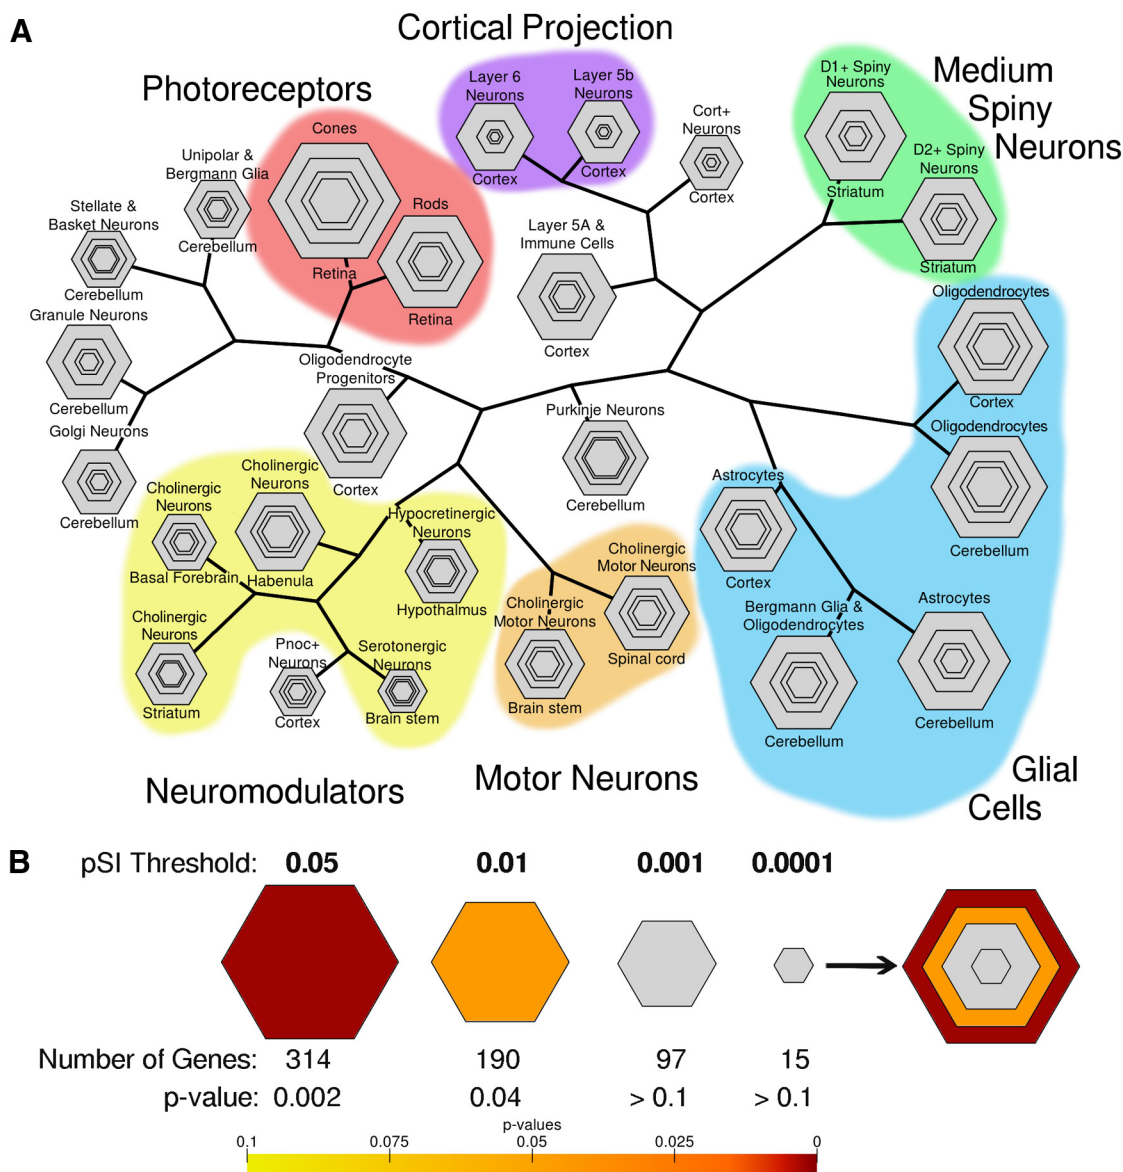 A
Cortical Projection
Photoreceptors
Medium
Spiny
Neurons
Layer 6
Neurons
Cortex
Layer 5b
Neurons
Cortex
Cort+
Neurons
Cortex
D1+ Spiny
Neurons
Striatum
D2+ Spiny
Neurons
Striatum
Cones
Retina
Rods
Retina
Unipolar &
Bergmann Glia
Cerebellum
Stellate &
Basket Neurons
Cerebellum
Granule Neurons
Cerebellum
Golgi Neurons
Cerebellum
Layer 5A &
Immune Cells
Cortex
Oligodendrocyte
Progenitors
Cortex
Purkinje Neurons
Cerebellum
Oligodendrocytes
Cortex
Oligodendrocytes
Cerebellum
Astrocytes
Cortex
Bergmann Glia &
Oligodendrocytes
Cerebellum
Astrocytes
Cerebellum
Cholinergic
Neurons
Basal Forebrain
Cholinergic
Neurons
Habenula
Hypocretinergic
Neurons
Hypothalmus
Cholinergic
Neurons
Striatum
Pnoc+
Neurons
Cortex
Serotonergic
Neurons
Brain stem
Cholinergic
Motor Neurons
Brain stem
Cholinergic
Motor Neurons
Spinal cord
Neuromodulators
Motor Neurons
Glial
Cells
B
pSI Threshold: 0.05 0.01 0.001 0.0001
Number of Genes: 314 190 97 15
p-value: 0.002 0.04 > 0.1 > 0.1
p-values
0.1 0.075 0.05 0.025 0